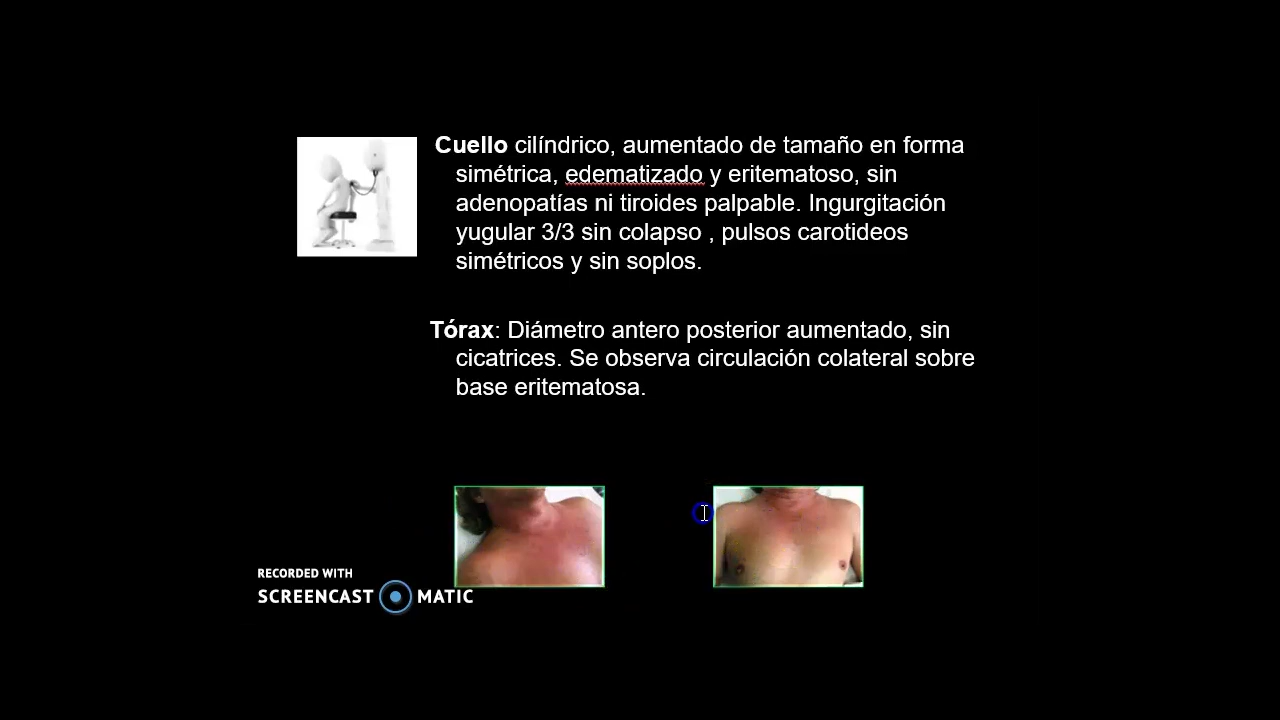 Cuello cilíndrico, aumentado de tamaño en forma
simétrica, edematizado y eritematoso, sin
adenopatías ni tiroides palpable. Ingurgitación
yugular 3/3 sin colapso , pulsos carotideos
simétricos y sin soplos.
Tórax: Diámetro antero posterior aumentado, sin
cicatrices. Se observa circulación colateral sobre
base eritematosa.
RECORDED WITH
SCREENCAST MATIC